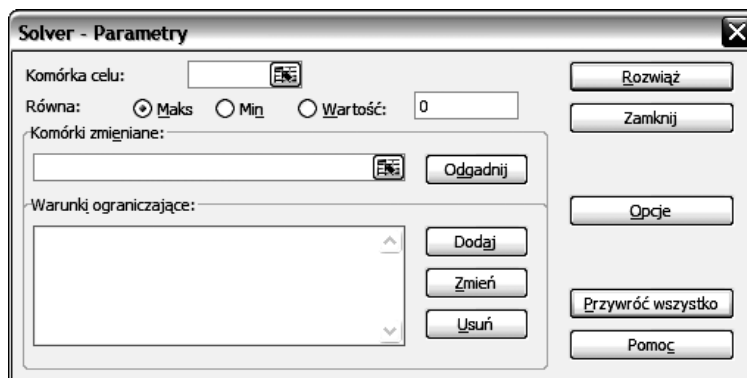 Solver - Parametry
Komórka celu:
Rozwiąż
Równa: Maks Min Wartość: 0
Zamknij
Komórki zmieniane:
Odgadnij
Warunki ograniczające:
Opcje
Dodaj
Zmień
Przywróć wszystko
Usuń
Pomoc